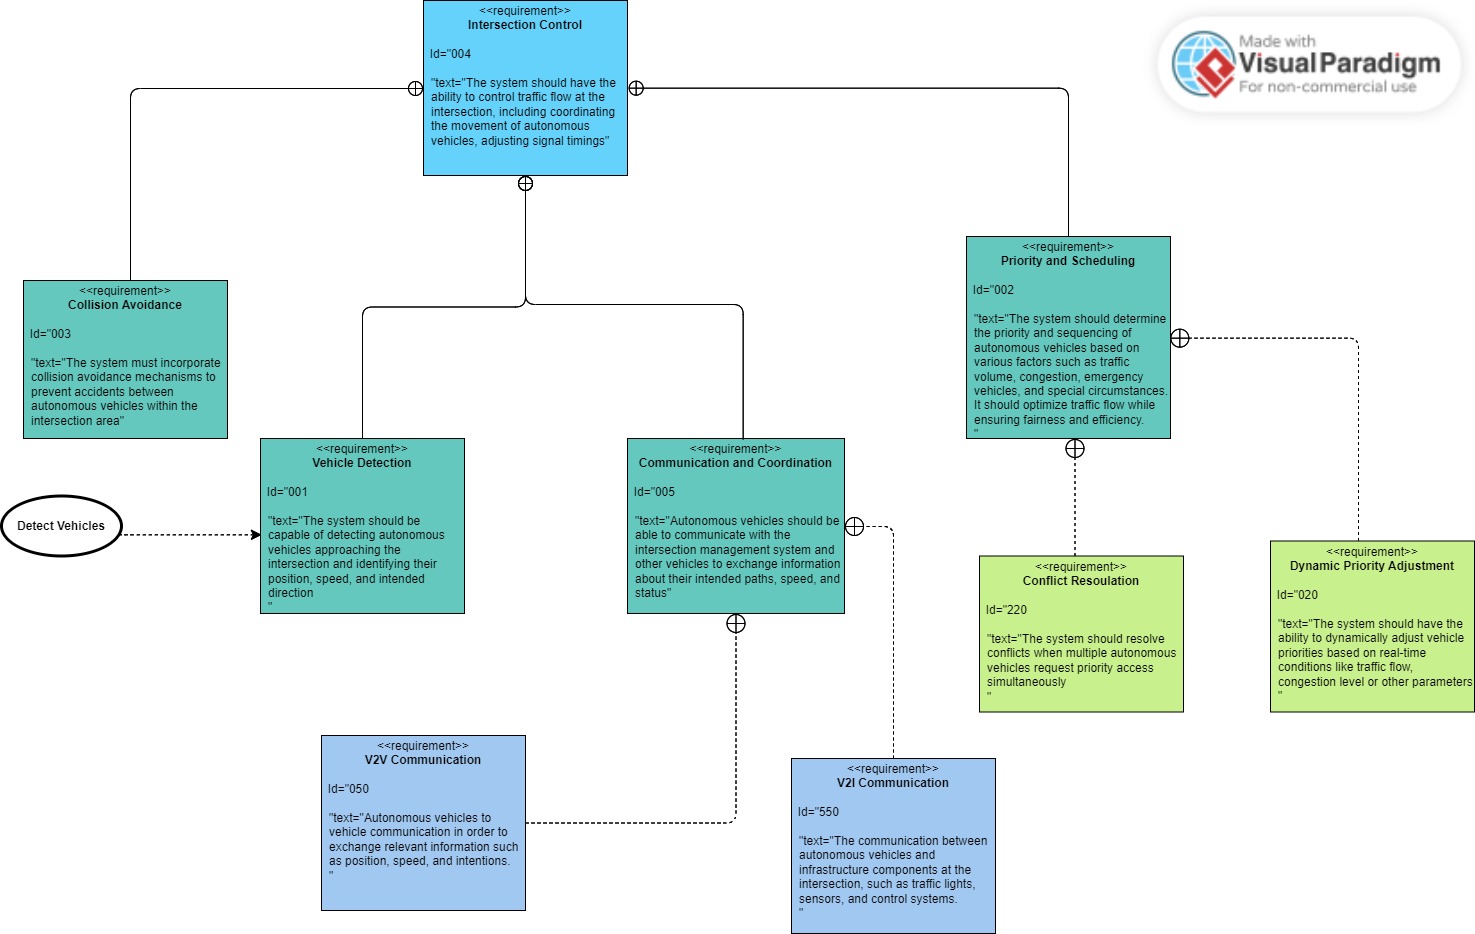 <<requirement>>
Intersection Control
Id="004
"text="The system should have the
ability to control traffic flow at the
intersection, including coordinating
the movement of autonomous
vehicles, adjusting signal timings"
Made with
Visual Paradigm
For non-commercial use
<<requirement>>
Collision Avoidance
Id="003
"text="The system must incorporate
collision avoidance mechanisms to
prevent accidents between
autonomous vehicles within the
intersection area"
<<requirement>>
Priority and Scheduling
Id="002
"text="The system should determine
the priority and sequencing of
autonomous vehicles based on
various factors such as traffic
volume, congestion, emergency
vehicles, and special circumstances.
It should optimize traffic flow while
ensuring fairness and efficiency.
"
Detect Vehicles
<<requirement>>
Vehicle Detection
Id="001
"text="The system should be
capable of detecting autonomous
vehicles approaching the
intersection and identifying their
position, speed, and intended
direction
"
<<requirement>>
Communication and Coordination
Id="005
"text="Autonomous vehicles should be
able to communicate with the
intersection management system and
other vehicles to exchange information
about their intended paths, speed, and
status"
<<requirement>>
Conflict Resoulation
Id="220
"text="The system should resolve
conflicts when multiple autonomous
vehicles request priority access
simultaneously
"
<<requirement>>
Dynamic Priority Adjustment
Id="020
"text="The system should have the
ability to dynamically adjust vehicle
priorities based on real-time
conditions like traffic flow,
congestion level or other parameters
"
<<requirement>>
V2V Communication
Id="050
"text="Autonomous vehicles to
vehicle communication in order to
exchange relevant information such
as position, speed, and intentions.
"
<<requirement>>
V2I Communication
Id="550
"text="The communication between
autonomous vehicles and
infrastructure components at the
intersection, such as traffic lights,
sensors, and control systems.
"